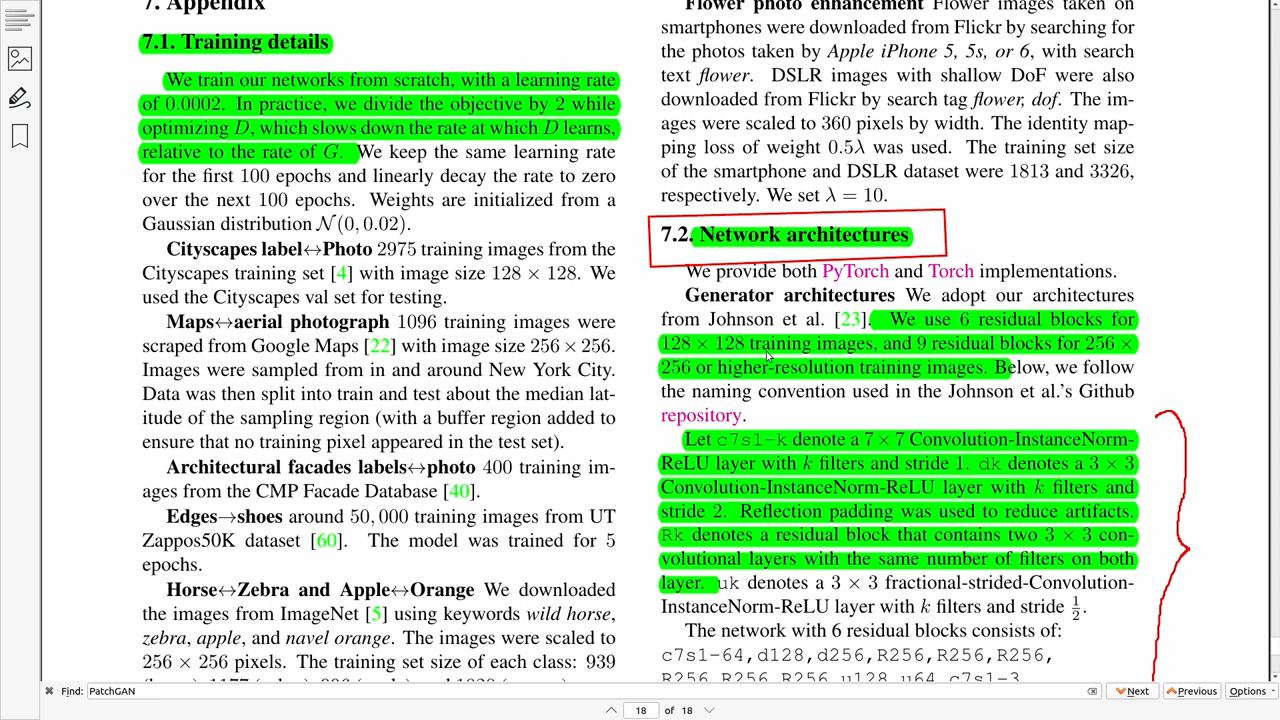 7. Appendix
7.1. Training details
We train our networks from scratch, with a learning rate
of 0.0002. In practice, we divide the objective by 2 while
optimizing D, which slows down the rate at which D learns,
relative to the rate of G. We keep the same learning rate
for the first 100 epochs and linearly decay the rate to zero
over the next 100 epochs. Weights are initialized from a
Gaussian distribution N(0, 0.02).
Cityscapes label↔Photo 2975 training images from the
Cityscapes training set [4] with image size 128 × 128. We
used the Cityscapes val set for testing.
Maps↔aerial photograph 1096 training images were
scraped from Google Maps [22] with image size 256 × 256.
Images were sampled from in and around New York City.
Data was then split into train and test about the median lat-
itude of the sampling region (with a buffer region added to
ensure that no training pixel appeared in the test set).
Architectural facades labels↔photo 400 training im-
ages from the CMP Facade Database [40].
Edges→shoes around 50,000 training images from UT
Zappos50K dataset [60]. The model was trained for 5
epochs.
Horse↔Zebra and Apple↔Orange We downloaded
the images from ImageNet [5] using keywords wild horse,
zebra, apple, and navel orange. The images were scaled to
256 × 256 pixels. The training set size of each class: 939
Flower photo enhancement Flower images taken on
smartphones were downloaded from Flickr by searching for
the photos taken by Apple iPhone 5, 5s, or 6, with search
text flower. DSLR images with shallow DoF were also
downloaded from Flickr by search tag flower, dof. The im-
ages were scaled to 360 pixels by width. The identity map-
ping loss of weight 0.5λ was used. The training set size
of the smartphone and DSLR dataset were 1813 and 3326,
respectively. We set λ = 10.
7.2. Network architectures
We provide both PyTorch and Torch implementations.
Generator architectures We adopt our architectures
from Johnson et al. [23]. We use 6 residual blocks for
128 × 128 training images, and 9 residual blocks for 256 ×
256 or higher-resolution training images. Below, we follow
the naming convention used in the Johnson et al.'s Github
repository.
Let c7s1-k denote a 7 × 7 Convolution-InstanceNorm-
ReLU layer with k filters and stride 1. dk denotes a 3 × 3
Convolution-InstanceNorm-ReLU layer with k filters and
stride 2. Reflection padding was used to reduce artifacts.
Rk denotes a residual block that contains two 3 × 3 con-
volutional layers with the same number of filters on both
layer. uk denotes a 3 × 3 fractional-strided-Convolution-
InstanceNorm-ReLU layer with k filters and stride 1/2.
The network with 6 residual blocks consists of:
c7s1-64,d128,d256,R256,R256,R256,
R256,R256,R256,u128,u64,c7s1-3
Find: PatchGAN Next Previous Options
18 of 18